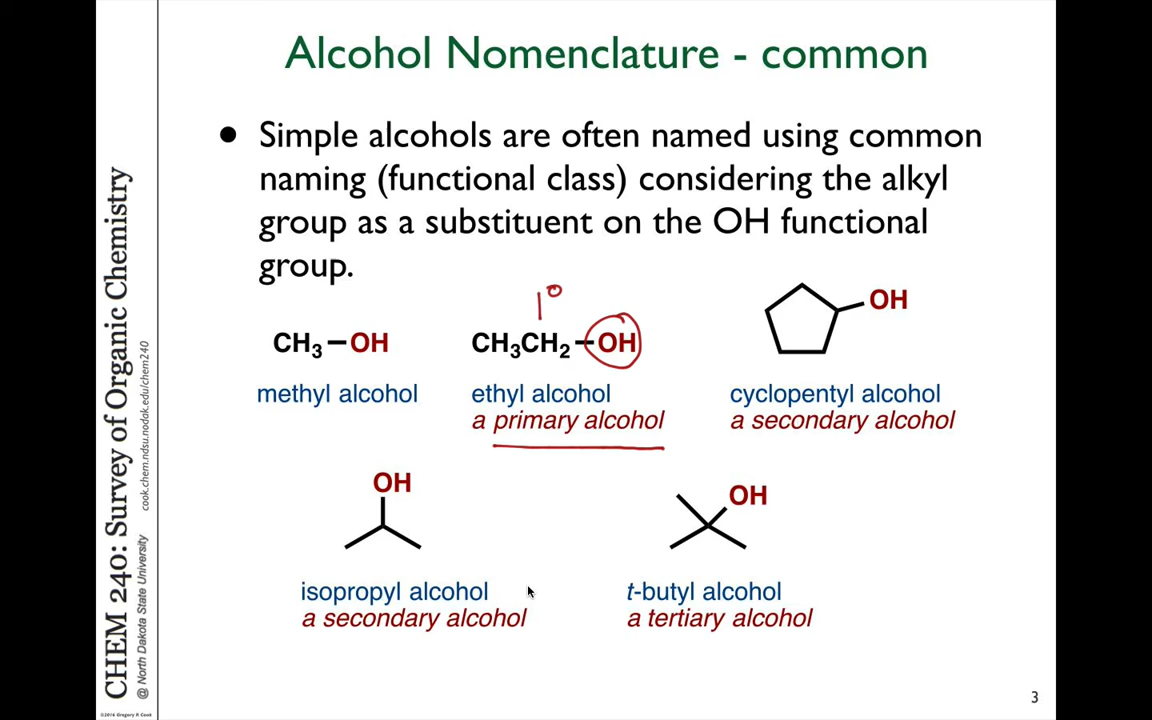 Alcohol Nomenclature - common
• Simple alcohols are often named using common
naming (functional class) considering the alkyl
group as a substituent on the OH functional
group.
1°
CH₃—OH
CH₃CH₂—OH
OH
methyl alcohol
ethyl alcohol
a primary alcohol
cyclopentyl alcohol
a secondary alcohol
OH
OH
isopropyl alcohol
a secondary alcohol
t-butyl alcohol
a tertiary alcohol
CHEM 240: Survey of Organic Chemistry
@ North Dakota State University
cook.chem.ndsu.nodak.edu/chem240
©2016 Gregory R Cook
3